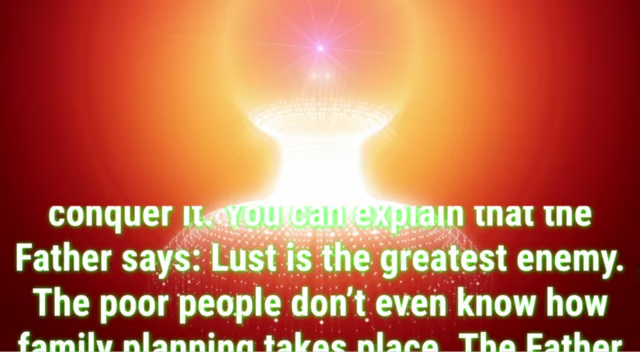 conquer it. You can explain that the
Father says: Lust is the greatest enemy.
The poor people don't even know how
family planning takes place. The Father